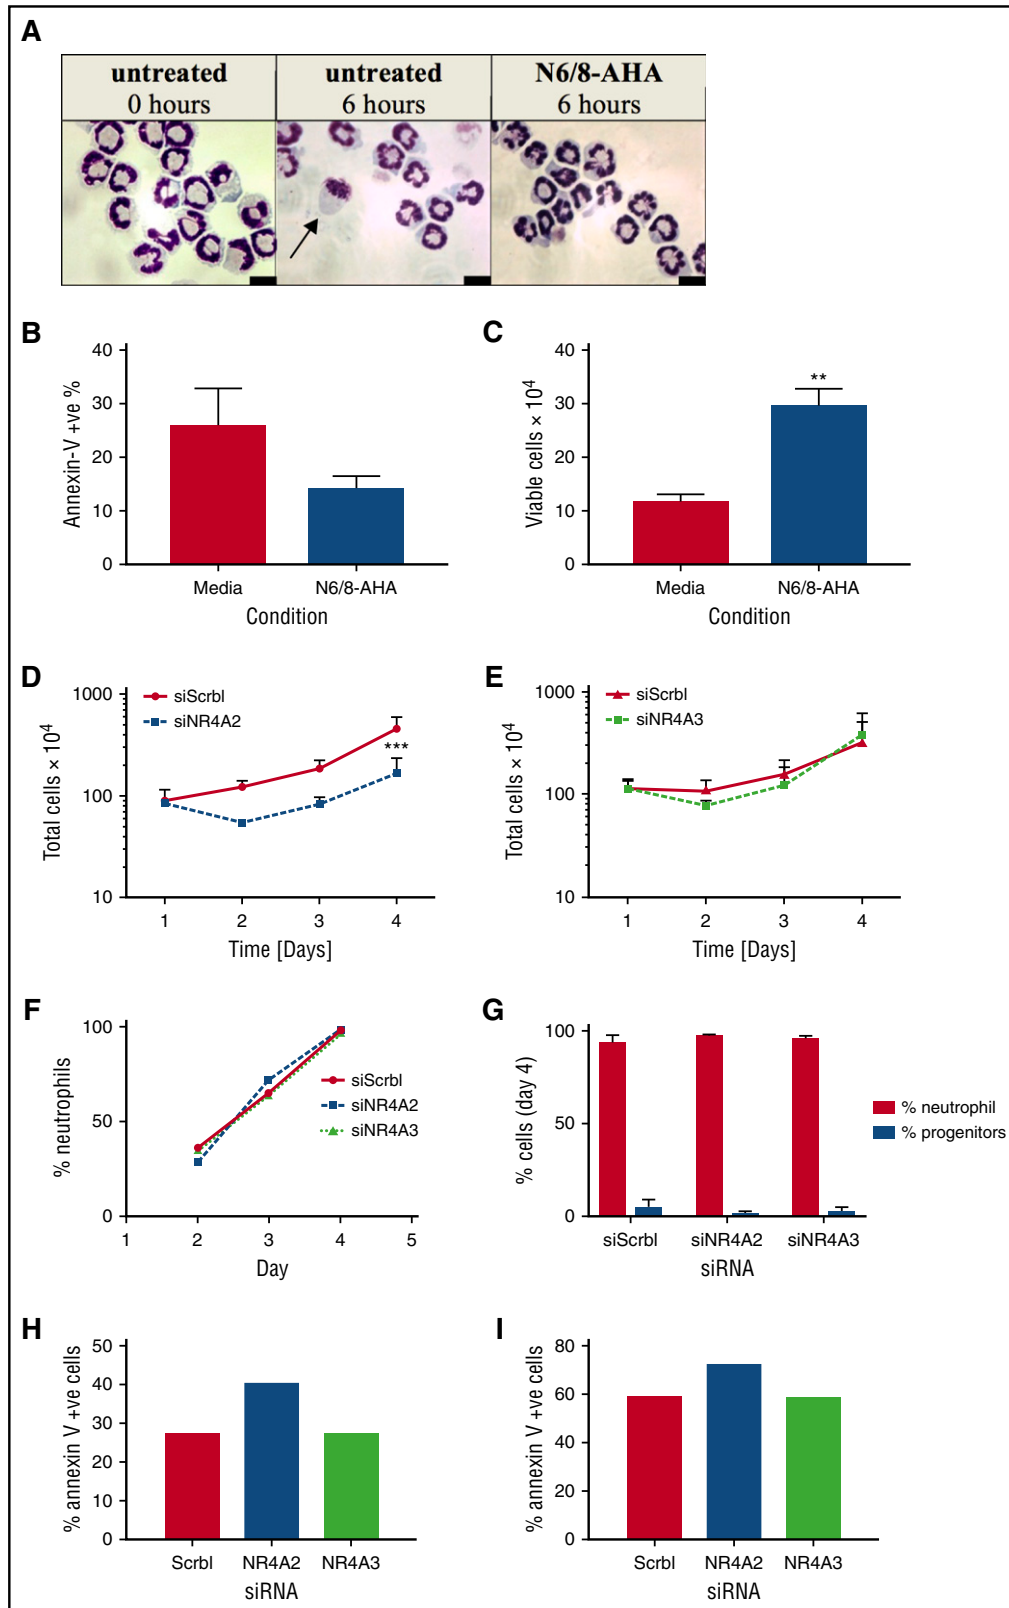 A
untreated
0 hours
untreated
6 hours
N6/8-AHA
6 hours
B
Annexin-V +ve %
40
30
20
10
0
Media
N6/8-AHA
Condition
C
Viable cells × 10⁴
40
30
20
10
0
**
Media
N6/8-AHA
Condition
D
Total cells × 10⁴
1000
100
10
siScrbl
siNR4A2
***
1 2 3 4
Time [Days]
E
Total cells × 10⁴
1000
100
10
siScrbl
siNR4A3
1 2 3 4
Time [Days]
F
% neutrophils
100
50
0
siScrbl
siNR4A2
siNR4A3
1 2 3 4 5
Day
G
% cells (day 4)
100
50
0
% neutrophil
% progenitors
siScrbl siNR4A2 siNR4A3
siRNA
H
% annexin V +ve cells
50
40
30
20
10
0
Scrbl NR4A2 NR4A3
siRNA
I
% annexin V +ve cells
80
60
40
20
0
Scrbl NR4A2 NR4A3
siRNA